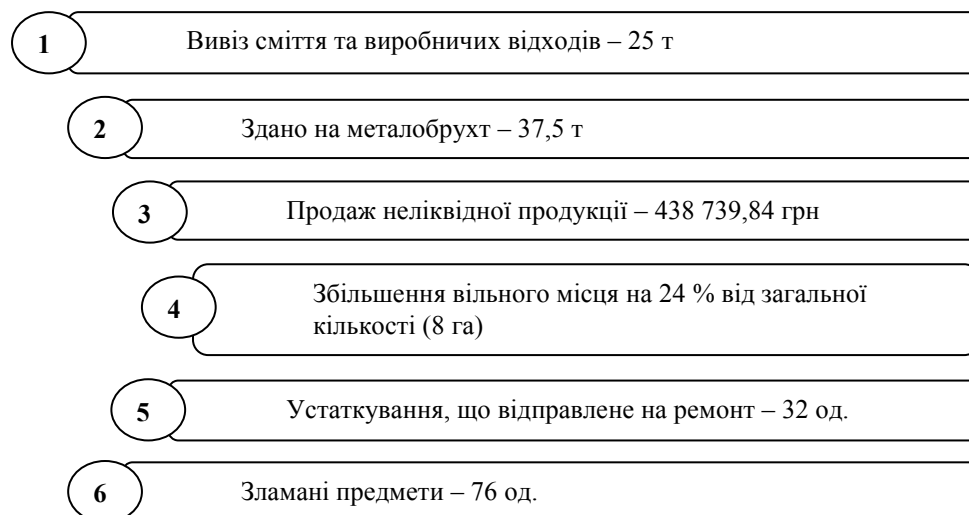 1
Вивіз сміття та виробничих відходів – 25 т
2
Здано на металобрухт – 37,5 т
3
Продаж неліквідної продукції – 438 739,84 грн
4
Збільшення вільного місця на 24 % від загальної
кількості (8 га)
5
Устаткування, що відправлене на ремонт – 32 од.
6
Зламані предмети – 76 од.